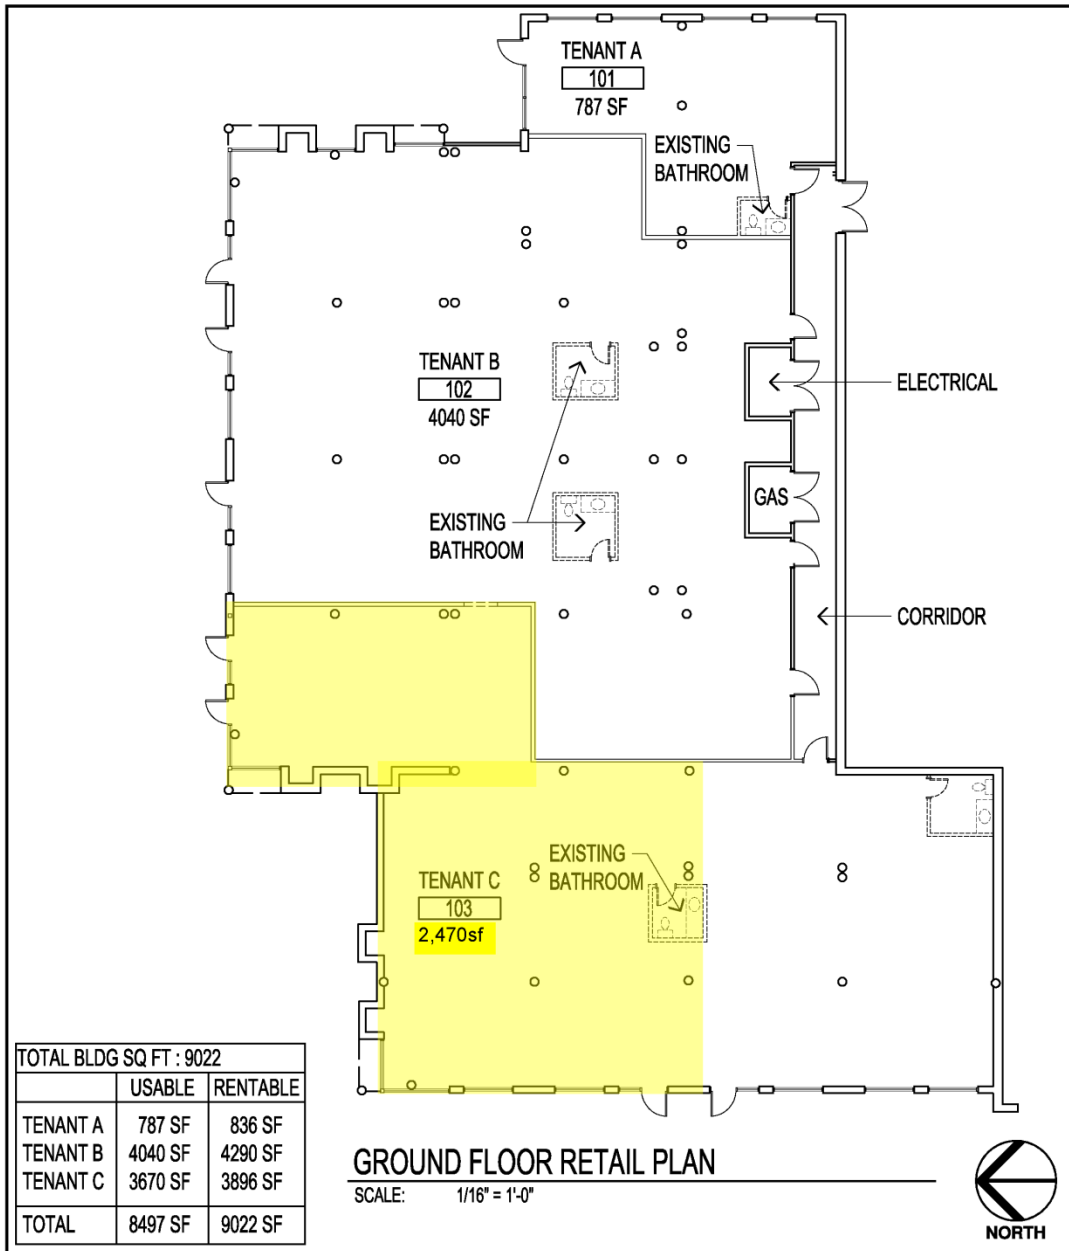 TENANT A
101
787 SF
EXISTING
BATHROOM
TENANT B
102
4040 SF
ELECTRICAL
GAS
EXISTING
BATHROOM
CORRIDOR
EXISTING
BATHROOM
TENANT C
103
2,470sf
TOTAL BLDG SQ FT : 9022
USABLE RENTABLE
TENANT A 787 SF 836 SF
TENANT B 4040 SF 4290 SF
TENANT C 3670 SF 3896 SF
TOTAL 8497 SF 9022 SF
GROUND FLOOR RETAIL PLAN
SCALE: 1/16" = 1'-0"
NORTH